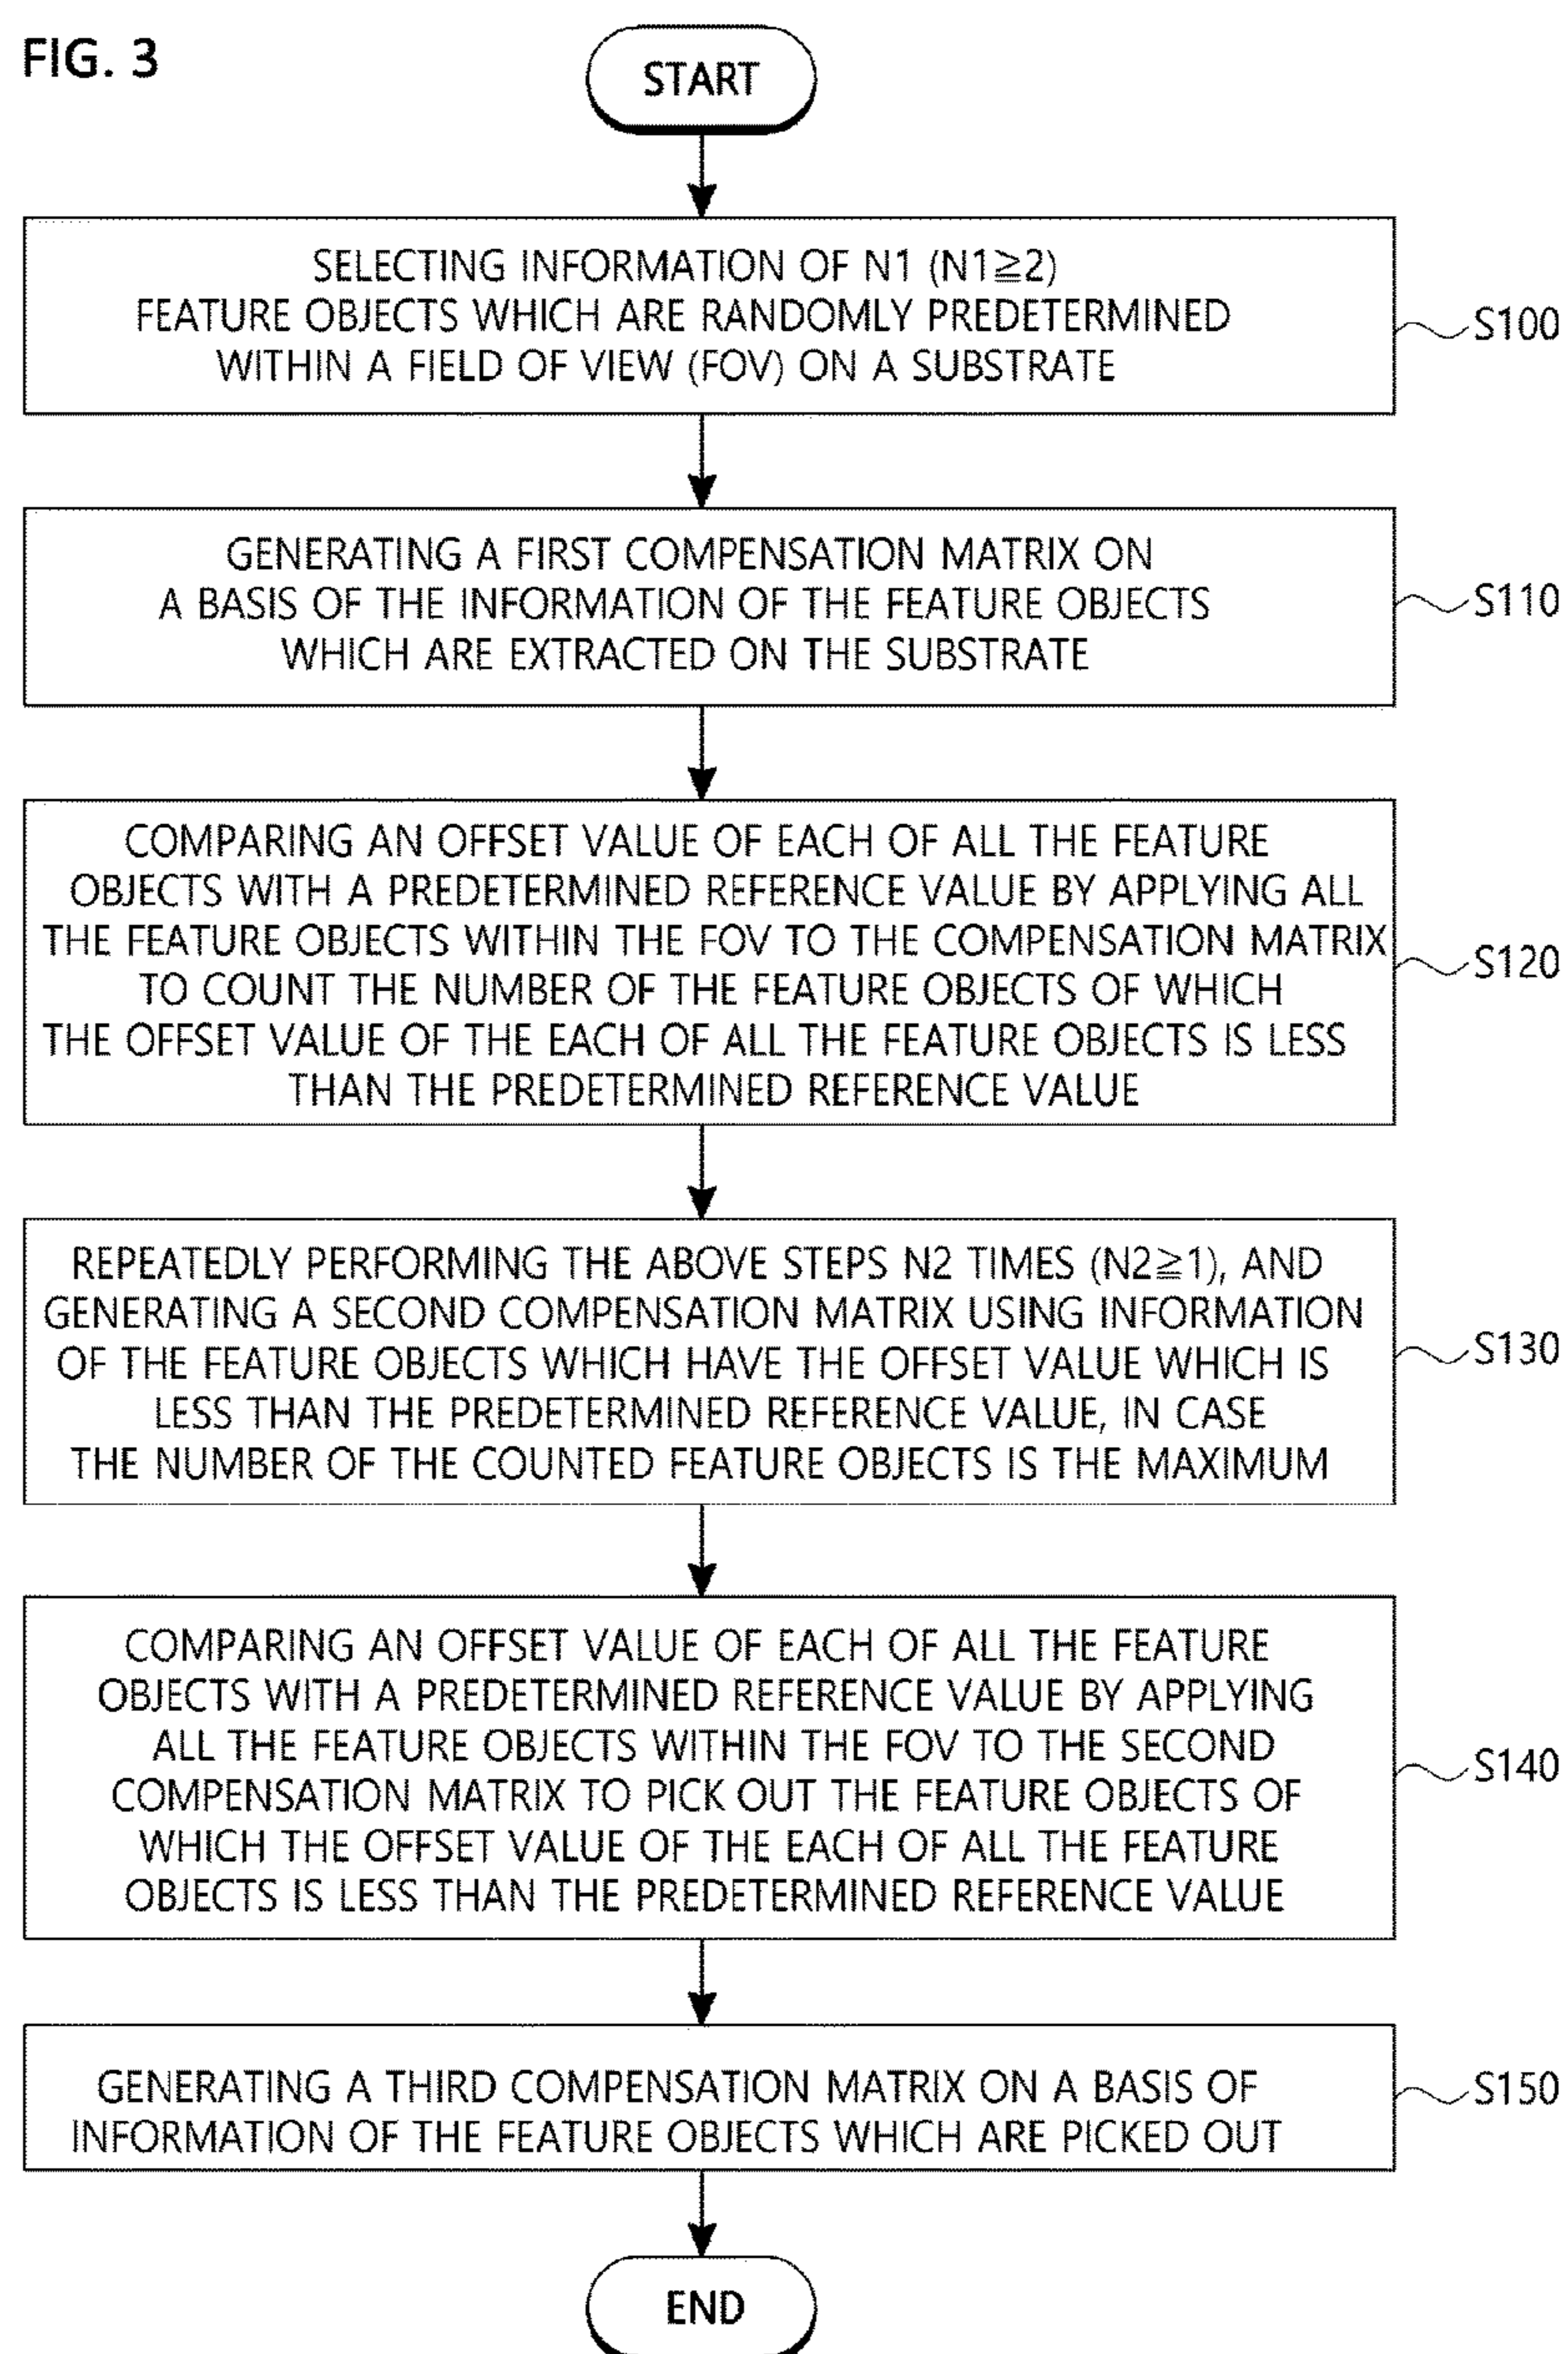 FIG. 3
START
SELECTING INFORMATION OF N1 (N1≧2)
FEATURE OBJECTS WHICH ARE RANDOMLY PREDETERMINED
WITHIN A FIELD OF VIEW (FOV) ON A SUBSTRATE
S100
GENERATING A FIRST COMPENSATION MATRIX ON
A BASIS OF THE INFORMATION OF THE FEATURE OBJECTS
WHICH ARE EXTRACTED ON THE SUBSTRATE
S110
COMPARING AN OFFSET VALUE OF EACH OF ALL THE FEATURE
OBJECTS WITH A PREDETERMINED REFERENCE VALUE BY APPLYING ALL
THE FEATURE OBJECTS WITHIN THE FOV TO THE COMPENSATION MATRIX
TO COUNT THE NUMBER OF THE FEATURE OBJECTS OF WHICH
THE OFFSET VALUE OF THE EACH OF ALL THE FEATURE OBJECTS IS LESS
THAN THE PREDETERMINED REFERENCE VALUE
S120
REPEATEDLY PERFORMING THE ABOVE STEPS N2 TIMES (N2≧1), AND
GENERATING A SECOND COMPENSATION MATRIX USING INFORMATION
OF THE FEATURE OBJECTS WHICH HAVE THE OFFSET VALUE WHICH IS
LESS THAN THE PREDETERMINED REFERENCE VALUE, IN CASE
THE NUMBER OF THE COUNTED FEATURE OBJECTS IS THE MAXIMUM
S130
COMPARING AN OFFSET VALUE OF EACH OF ALL THE FEATURE
OBJECTS WITH A PREDETERMINED REFERENCE VALUE BY APPLYING
ALL THE FEATURE OBJECTS WITHIN THE FOV TO THE SECOND
COMPENSATION MATRIX TO PICK OUT THE FEATURE OBJECTS OF
WHICH THE OFFSET VALUE OF THE EACH OF ALL THE FEATURE
OBJECTS IS LESS THAN THE PREDETERMINED REFERENCE VALUE
S140
GENERATING A THIRD COMPENSATION MATRIX ON A BASIS OF
INFORMATION OF THE FEATURE OBJECTS WHICH ARE PICKED OUT
S150
END